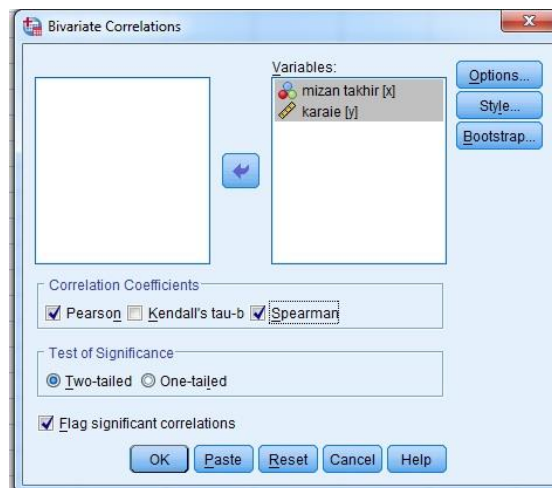 Bivariate Correlations
Variables:
mizan takhir [x]
karaie [y]
Options...
Style...
Bootstrap...
Correlation Coefficients
Pearson Kendall's tau-b Spearman
Test of Significance
Two-tailed One-tailed
Flag significant correlations
OK Paste Reset Cancel Help